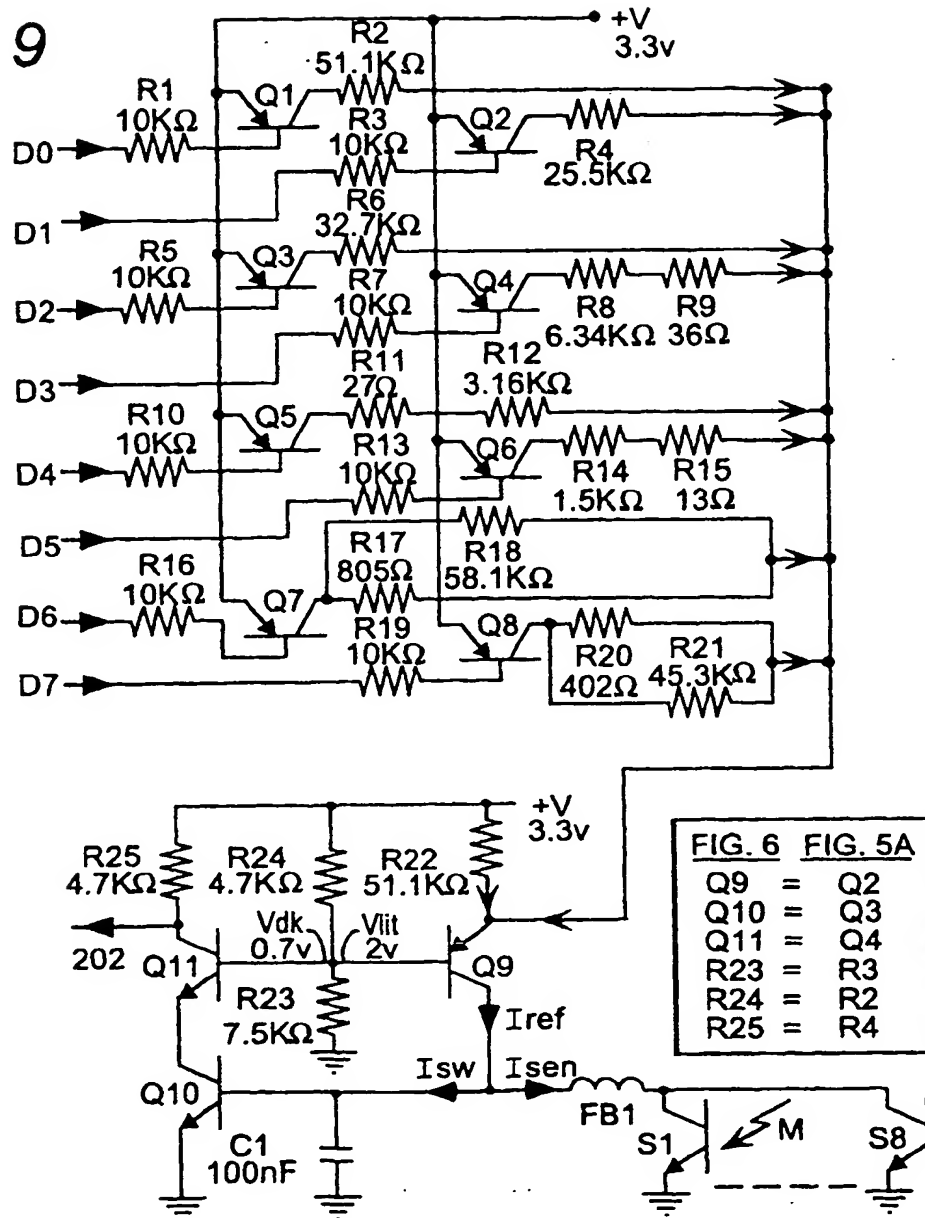 9
+V
3.3v
R2
51.1KΩ
R1
10KΩ
Q1
Q2
R3
10KΩ
R4
25.5KΩ
D0
D1
R6
32.7KΩ
R5
10KΩ
Q3
Q4
R7
10KΩ
R8
6.34KΩ
R9
36Ω
D2
D3
R11
27Ω
R12
3.16KΩ
R10
10KΩ
Q5
Q6
R13
10KΩ
R14
1.5KΩ
R15
13Ω
D4
D5
R17
805Ω
R18
58.1KΩ
R16
10KΩ
Q7
Q8
R19
10KΩ
R20
402Ω
R21
45.3KΩ
D6
D7
+V
3.3v
R25
4.7KΩ
R24
4.7KΩ
R22
51.1KΩ
202
Vdk
0.7v
Vlit
2v
Q11
Q9
R23
7.5KΩ
Iref
Isw
Isen
Q10
C1
100nF
FB1
S1
M
S8
FIG. 6 FIG. 5A
Q9 = Q2
Q10 = Q3
Q11 = Q4
R23 = R3
R24 = R2
R25 = R4